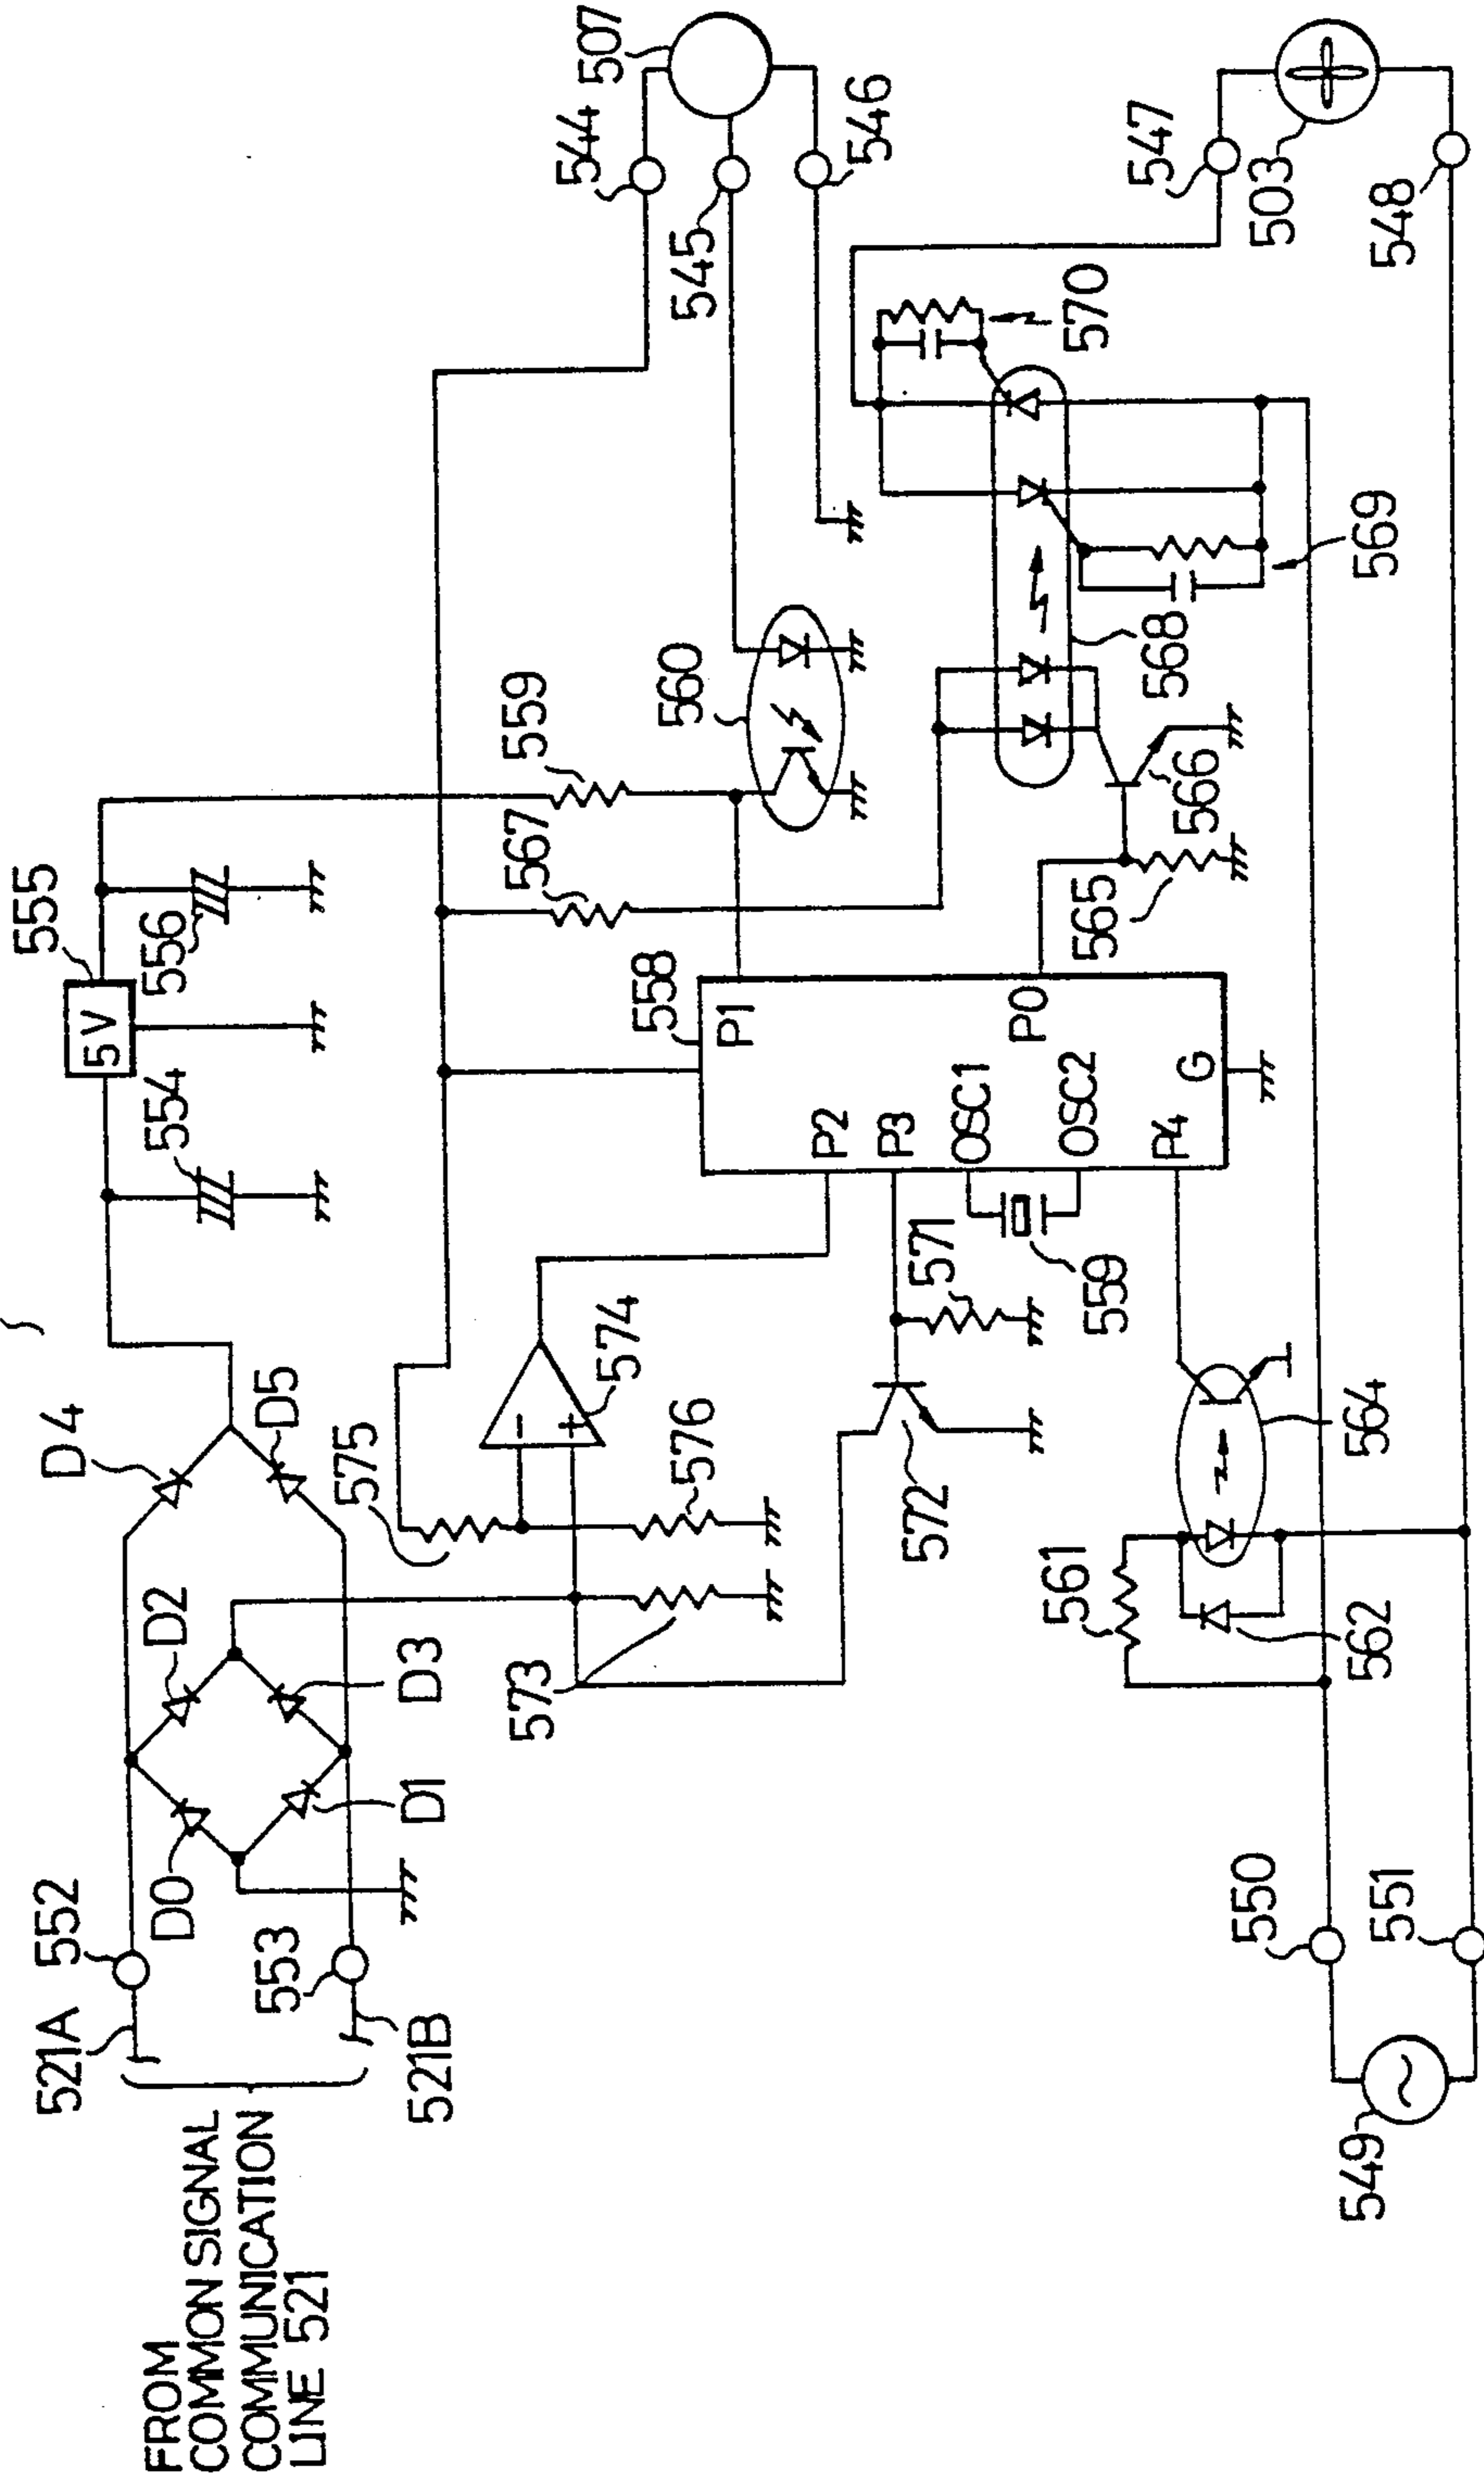 FROM
COMMON SIGNAL
COMMUNICATION
LINE 521
521A
552
521B
553
D0
D1
D2
D3
D4
D5
554
5V
555
556
573
575
576
574
572
571
559
558
P1
P2
P3
OSC1
OSC2
P4
P0
G
567
559
560
544
545
546
507
565
566
568
569
570
547
503
548
549
550
551
561
562
564